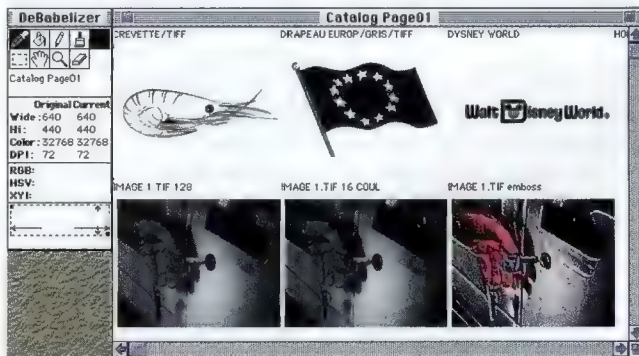 DeBabelizer
Catalog Page01
CREVETTE/TIFF
DRAPEAU EUROP/GRIS/TIFF
DYSNEY WORLD
HO
Catalog Page01
Original Current
Wide: 640 640
Hi: 440 440
Color: 32768 32768
DPI: 72 72
RGB:
HSV:
XYI:
Walt Disney World.
IMAGE 1 TIF 128
IMAGE 1.TIF 16 COUL
IMAGE 1.TIF emboss